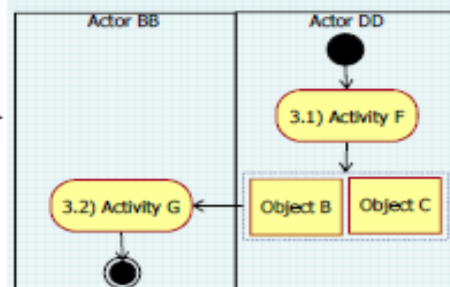 Actor BB
Actor DD
3.1) Activity F
3.2) Activity G
Object B
Object C